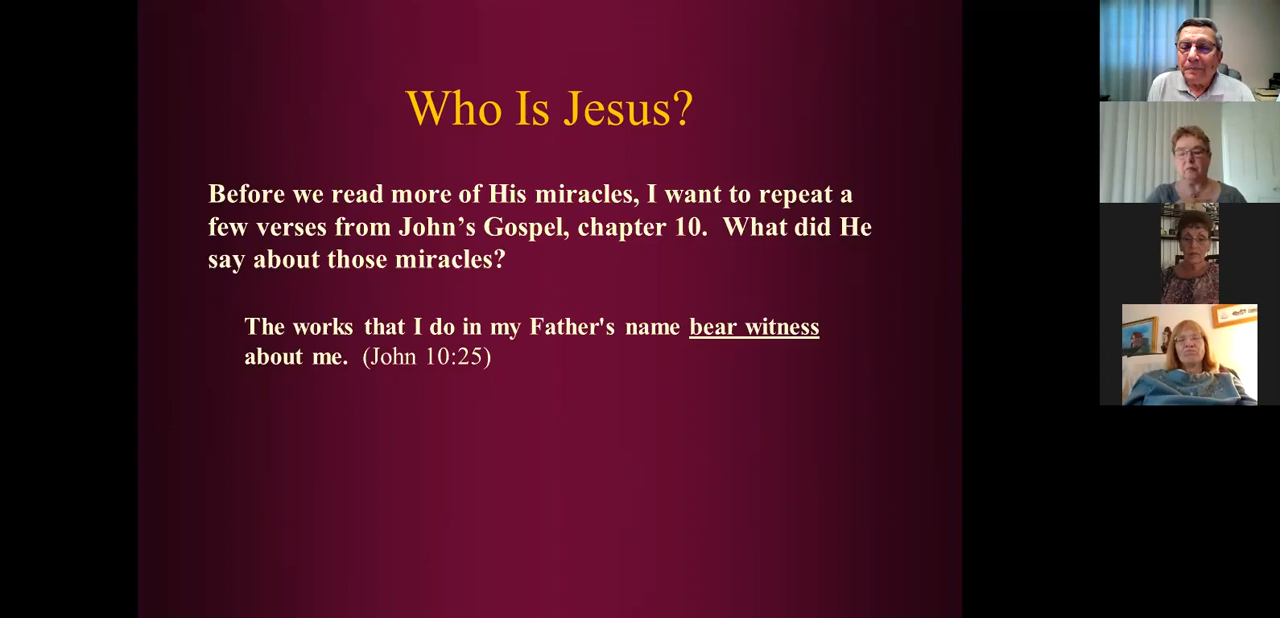 Who Is Jesus?
Before we read more of His miracles, I want to repeat a
few verses from John’s Gospel, chapter 10.  What did He
say about those miracles?
The works that I do in my Father's name bear witness
about me.  (John 10:25)